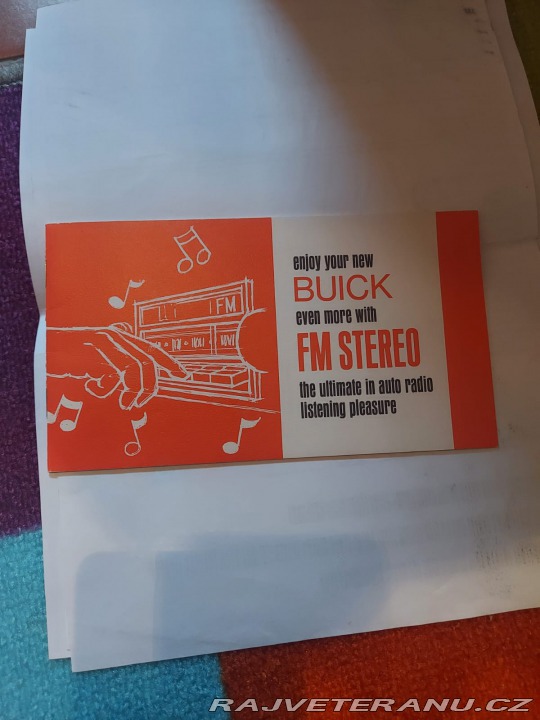 enjoy your new
BUICK
even more with
FM STEREO
the ultimate in auto radio
listening pleasure
FM
RAJVETERANU.CZ